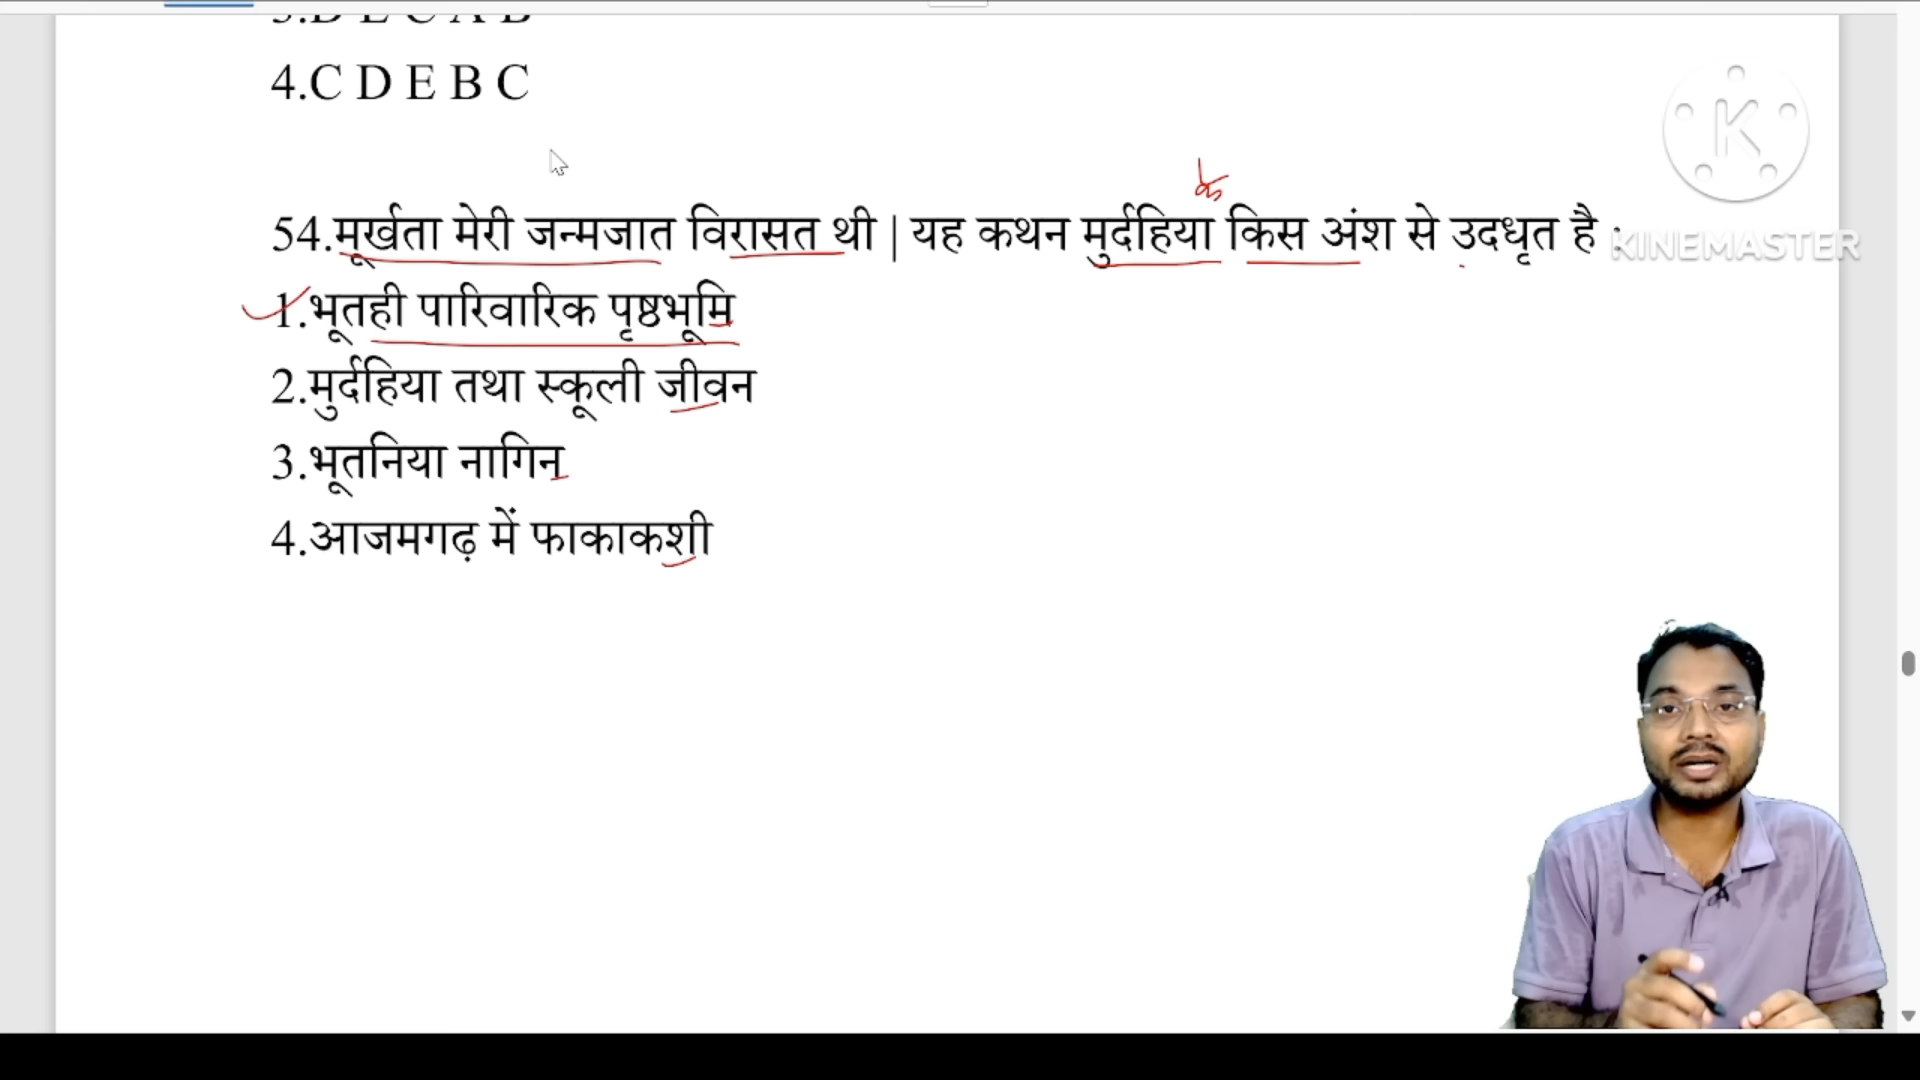 4.C D E B C
के
54.मूर्खता मेरी जन्मजात विरासत थी | यह कथन मुर्दहिया किस अंश से उदधृत है :
1.भूतही पारिवारिक पृष्ठभूमि
2.मुर्दहिया तथा स्कूली जीवन
3.भूतनिया नागिन
4.आजमगढ़ में फाकाकशी
K
KINEMASTER